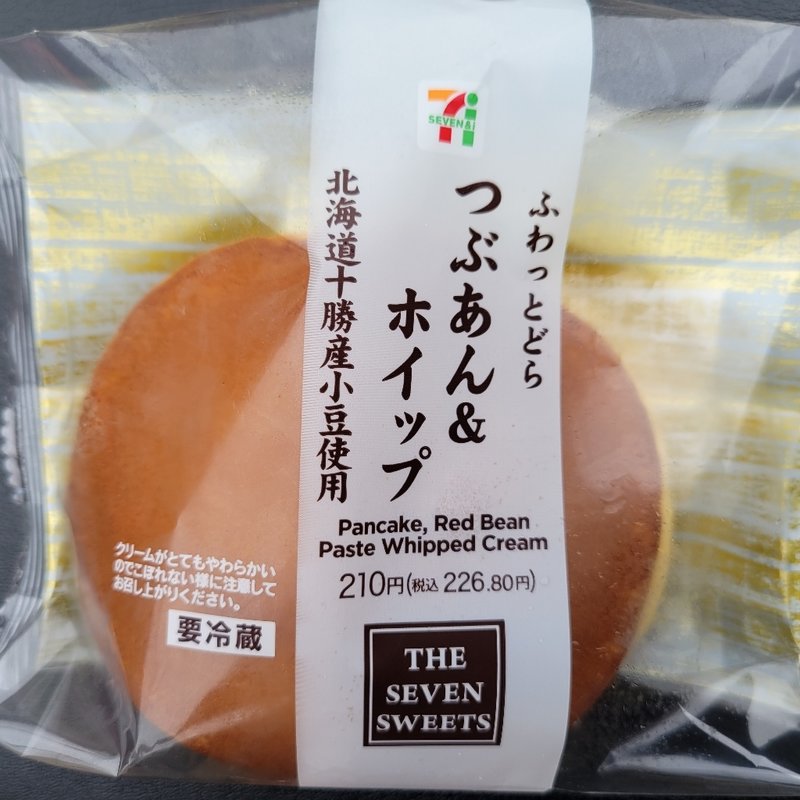 SEVEN&i
ふわっとどら
つぶあん&
ホイップ
北海道十勝産小豆使用
Pancake, Red Bean
Paste Whipped Cream
210円(税込 226.80円)
クリームがとてもやわらかい
のでこぼれない様に注意して
お召し上がりください。
要冷蔵
THE
SEVEN
SWEETS